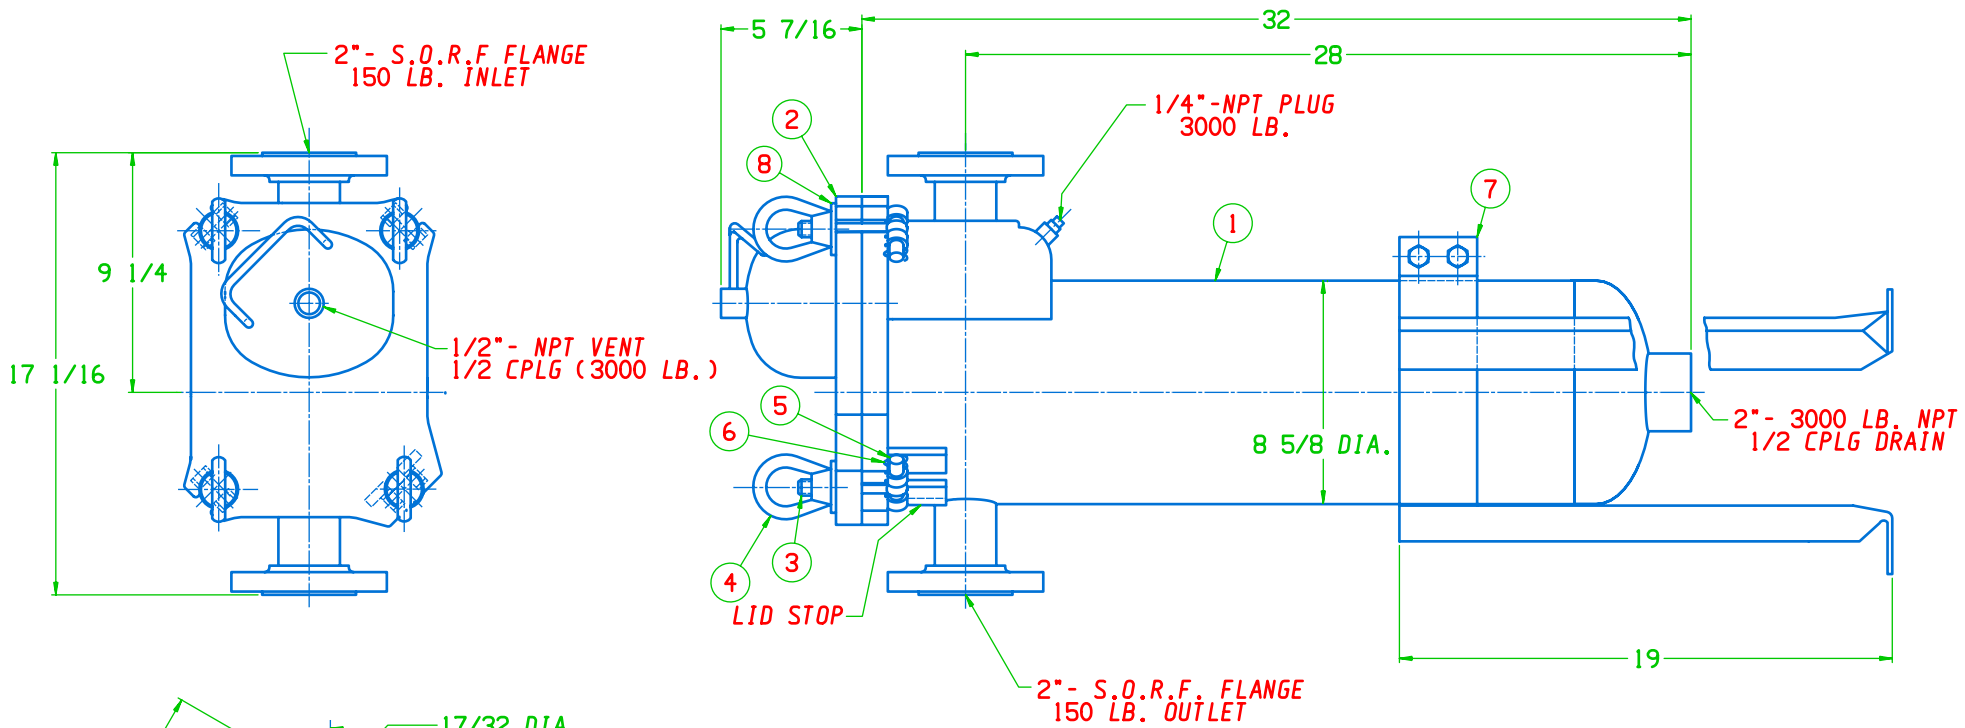 2"- S.O.R.F FLANGE
150 LB. INLET
17 1/16
9 1/4
1/2"- NPT VENT
1/2 CPLG (3000 LB.)
17/32 DIA
5 7/16
32
28
2
8
1/4"-NPT PLUG
3000 LB.
7
1
5
6
8 5/8 DIA.
2"- 3000 LB. NPT
1/2 CPLG DRAIN
4
3
LID STOP
19
2"- S.O.R.F. FLANGE
150 LB. OUTLET